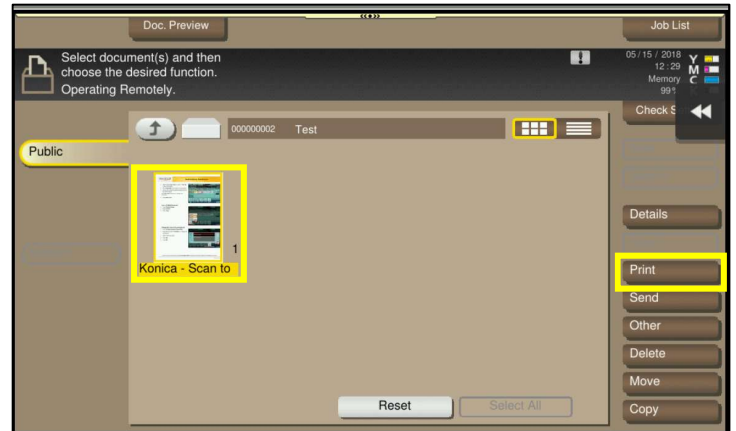 Doc. Preview
Job List
Select document(s) and then
choose the desired function.
Operating Remotely.
05/15/2018
12:29
Memory
99%
Y
M
C
K
Check S
000000002 Test
Public
1
Konica - Scan to
Details
Print
Send
Other
Delete
Move
Copy
Reset
Select All